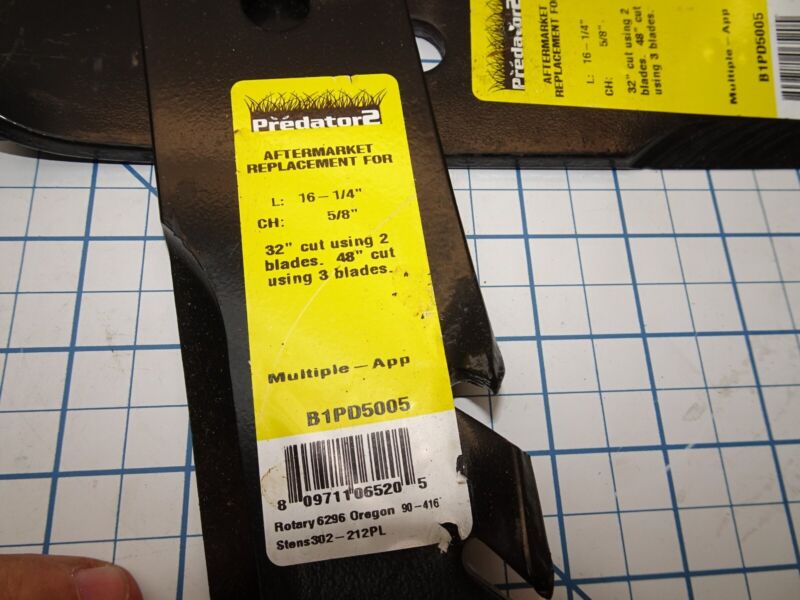 Predator2
AFTERMARKET
REPLACEMENT FOR
L: 16-1/4"
CH: 5/8"
32" cut using 2
blades. 48" cut
using 3 blades.
Multiple-App
B1PD5005
8 09711 06520 5
Rotary 6296 Oregon 90-416
Stens302-212PL
Predator2
AFTERMARKET
REPLACEMENT FO
L: 16-1/4"
CH: 5/8"
32" cut using 2
blades. 48" cut
using 3 blades.
Multiple-App
B1PD5005